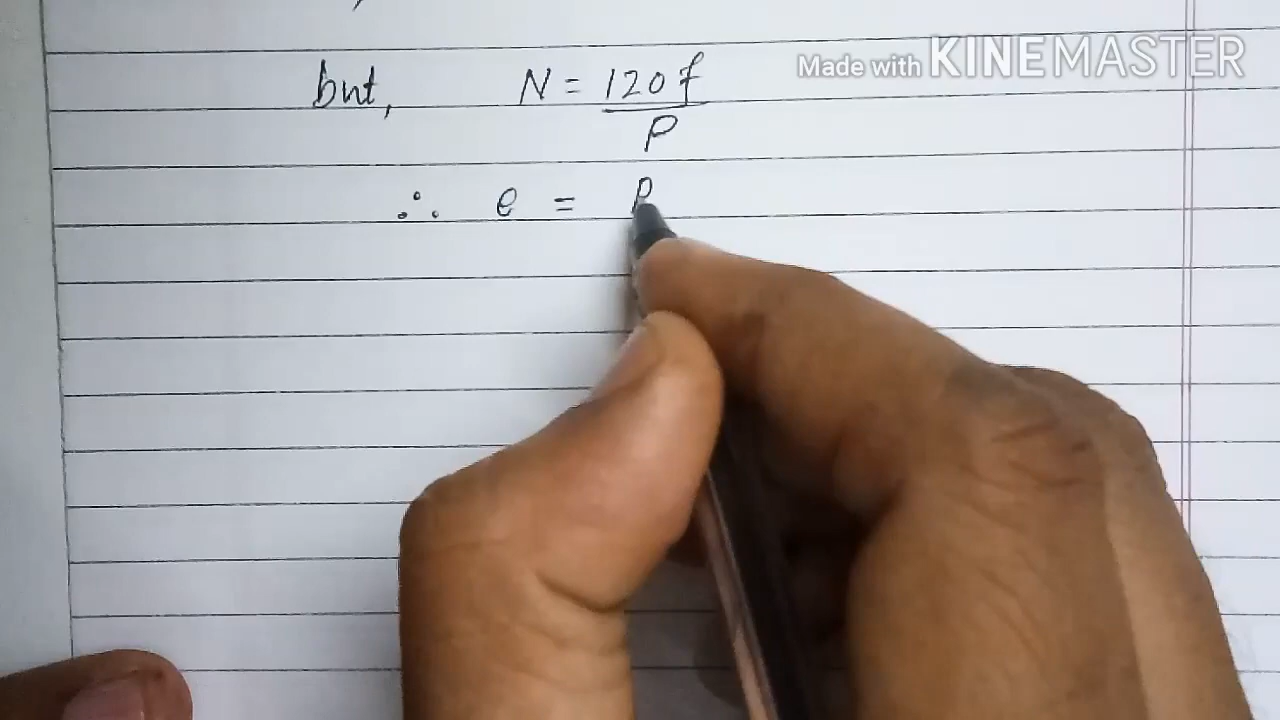 Made with KINEMASTER
but, N = 120f / P
∴ e = P